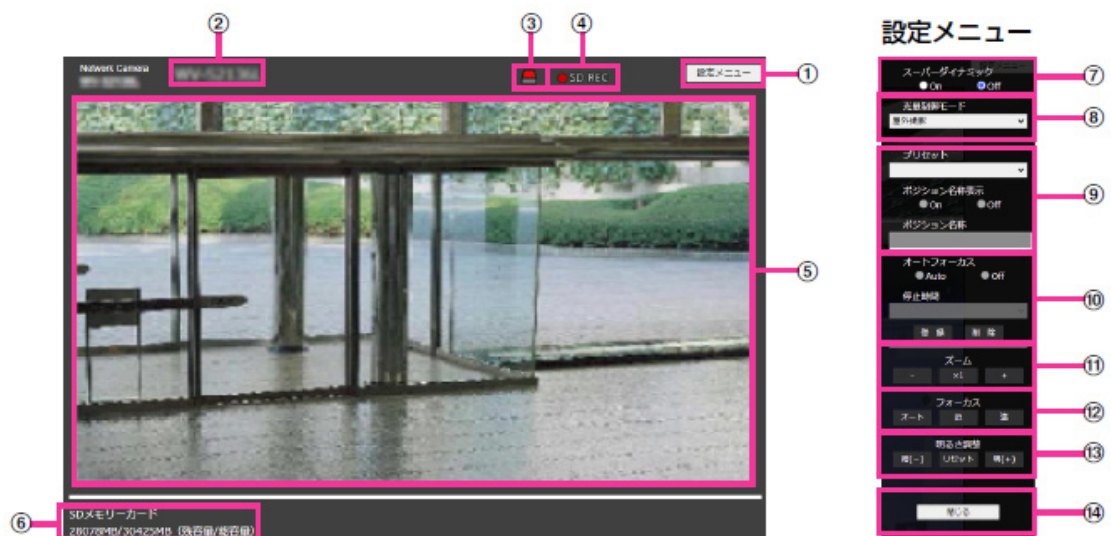 ② ③ ④
設定メニュー
Network Camera
SD REC
設定メニュー
①
⑤
⑥
SDメモリーカード
28078MB/30425MB (残容量/総容量)
スーパーダイナミック
On Off
⑦
光量制御モード
屋外撮影
⑧
プリセット
ポジション名称表示
On Off
ポジション名称
⑨
オートフォーカス
Auto Off
停止時間
登 録 削 除
⑩
ズーム
- ×1 +
⑪
フォーカス
オート 近 遠
⑫
明るさ調整
暗[−] リセット 明[+]
⑬
閉じる
⑭